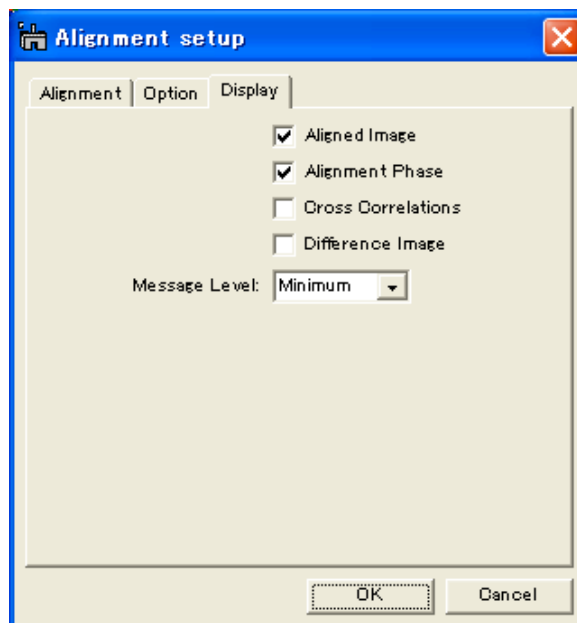 Alignment setup
Alignment Option Display
Aligned Image
Alignment Phase
Cross Correlations
Difference Image
Message Level: Minimum
OK Cancel